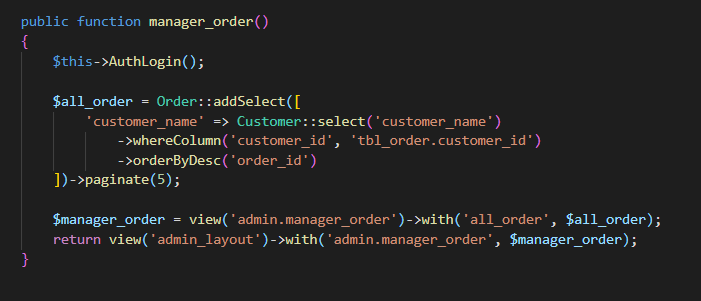 public function manager_order()
{
    $this->AuthLogin();

    $all_order = Order::addSelect([
        'customer_name' => Customer::select('customer_name')
            ->whereColumn('customer_id', 'tbl_order.customer_id')
            ->orderByDesc('order_id')
    ])->paginate(5);

    $manager_order = view('admin.manager_order')->with('all_order', $all_order);
    return view('admin_layout')->with('admin.manager_order', $manager_order);
}